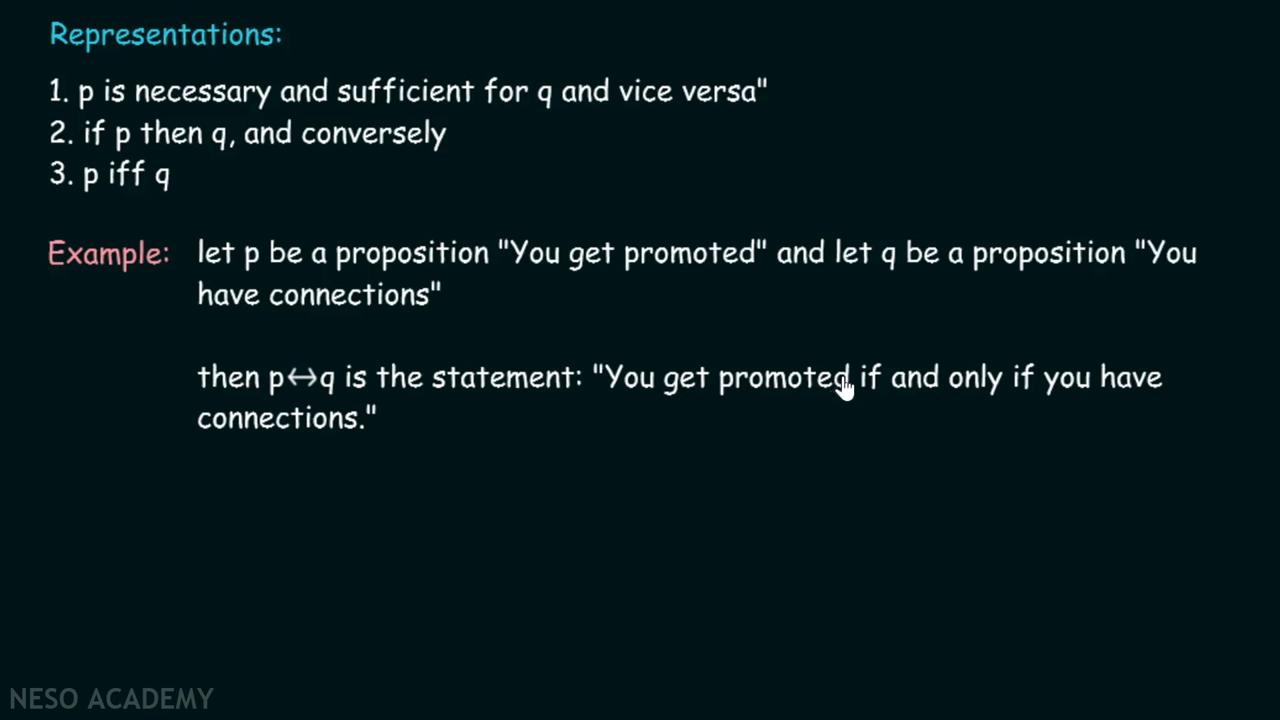 Representations:
1. p is necessary and sufficient for q and vice versa"
2. if p then q, and conversely
3. p iff q
Example: let p be a proposition "You get promoted" and let q be a proposition "You
have connections"
then p↔q is the statement: "You get promoted if and only if you have
connections."
NESO ACADEMY